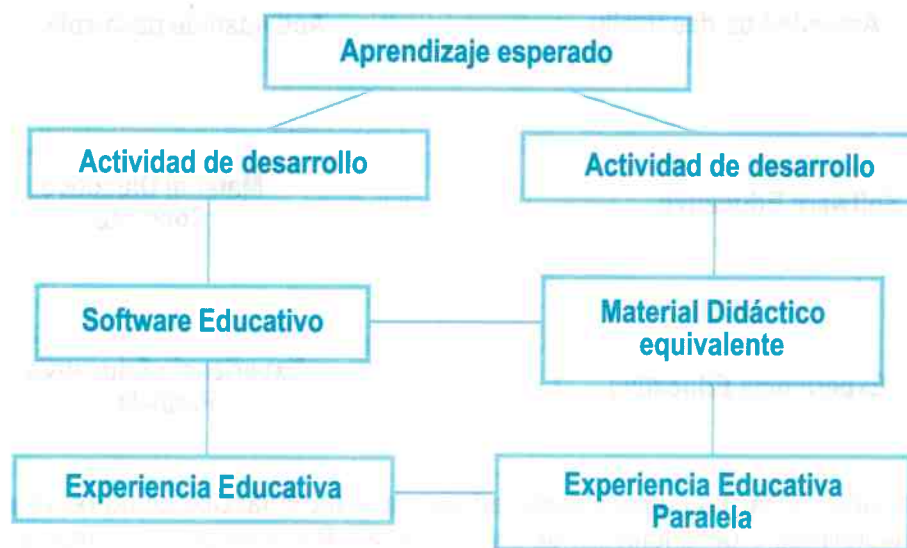 Aprendizaje esperado
Actividad de desarrollo
Actividad de desarrollo
Software Educativo
Material Didáctico
equivalente
Experiencia Educativa
Experiencia Educativa
Paralela